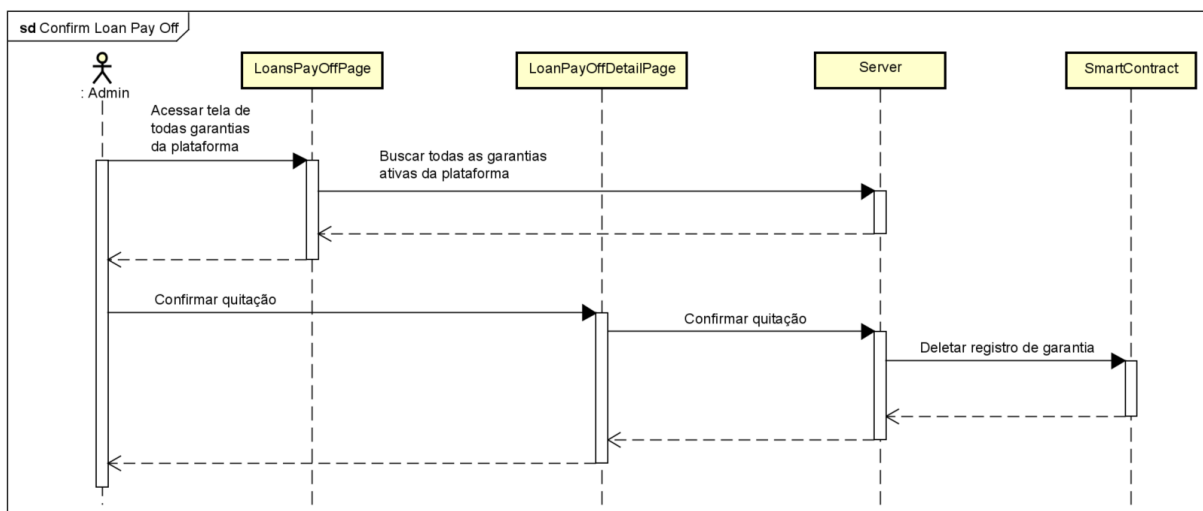 sd Confirm Loan Pay Off
: Admin
LoansPayOffPage
LoanPayOffDetailPage
Server
SmartContract
Acessar tela de
todas garantias
da plataforma
Buscar todas as garantias
ativas da plataforma
Confirmar quitação
Confirmar quitação
Deletar registro de garantia